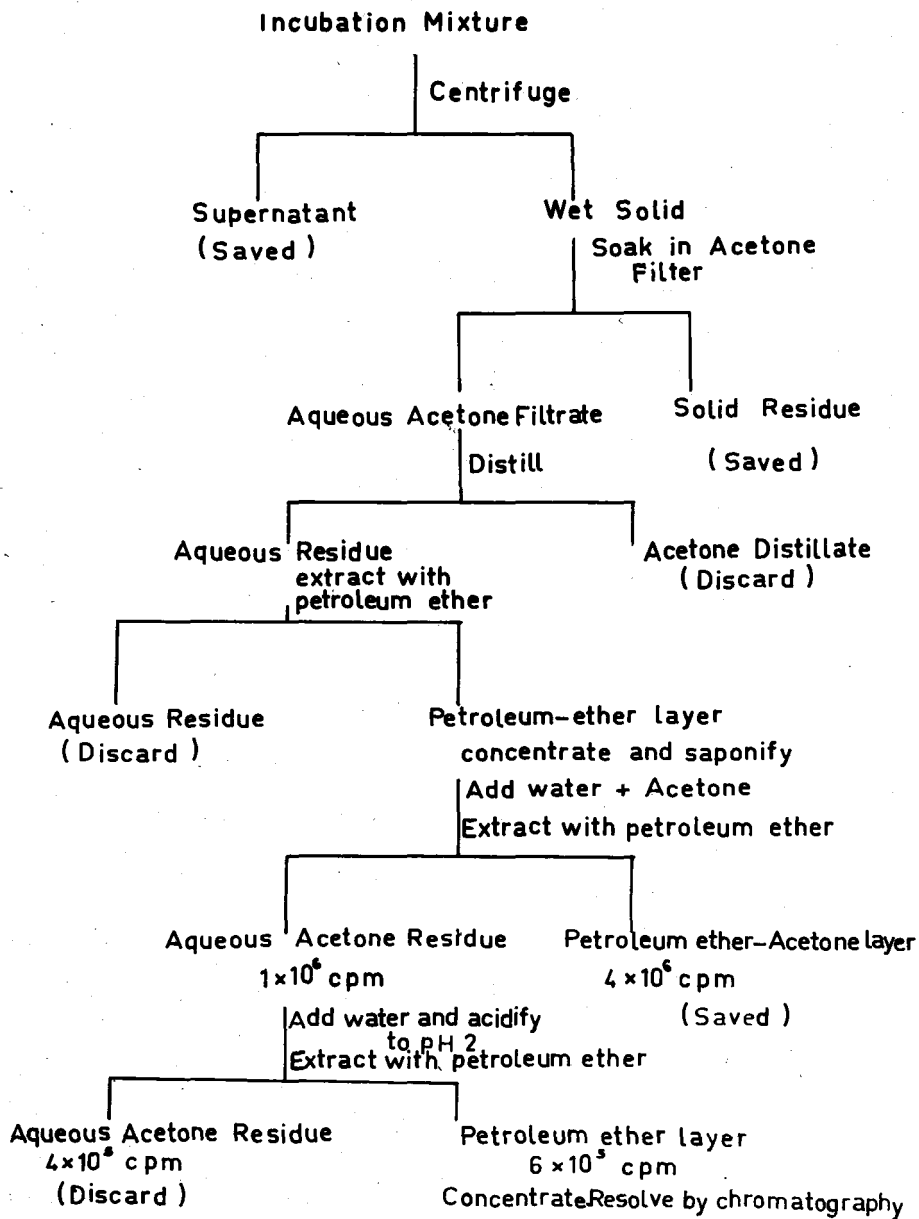 Incubation Mixture
Centrifuge
Supernatant
(Saved)
Wet Solid
Soak in Acetone
Filter
Aqueous Acetone Filtrate
Solid Residue
(Saved)
Distill
Aqueous Residue
extract with
petroleum ether
Acetone Distillate
(Discard)
Aqueous Residue
(Discard)
Petroleum-ether layer
concentrate and saponify
Add water + Acetone
Extract with petroleum ether
Aqueous Acetone Residue
1×10⁶ cpm
Petroleum ether-Acetone layer
4×10⁶ cpm
(Saved)
Add water and acidify
to pH 2
Extract with petroleum ether
Aqueous Acetone Residue
4×10⁵ cpm
(Discard)
Petroleum ether layer
6×10⁵ cpm
Concentrate.Resolve by chromatography